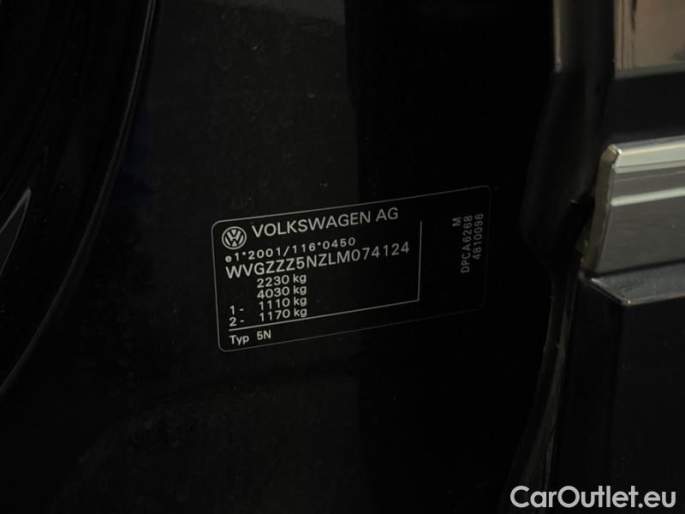 VOLKSWAGEN AG
e1*2001/116*0450
WVGZZZ5NZLM074124
2230 kg
4030 kg
1 - 1110 kg
2 - 1170 kg
Typ 5N
M
DPCA6268
4610098
CarOutlet.eu